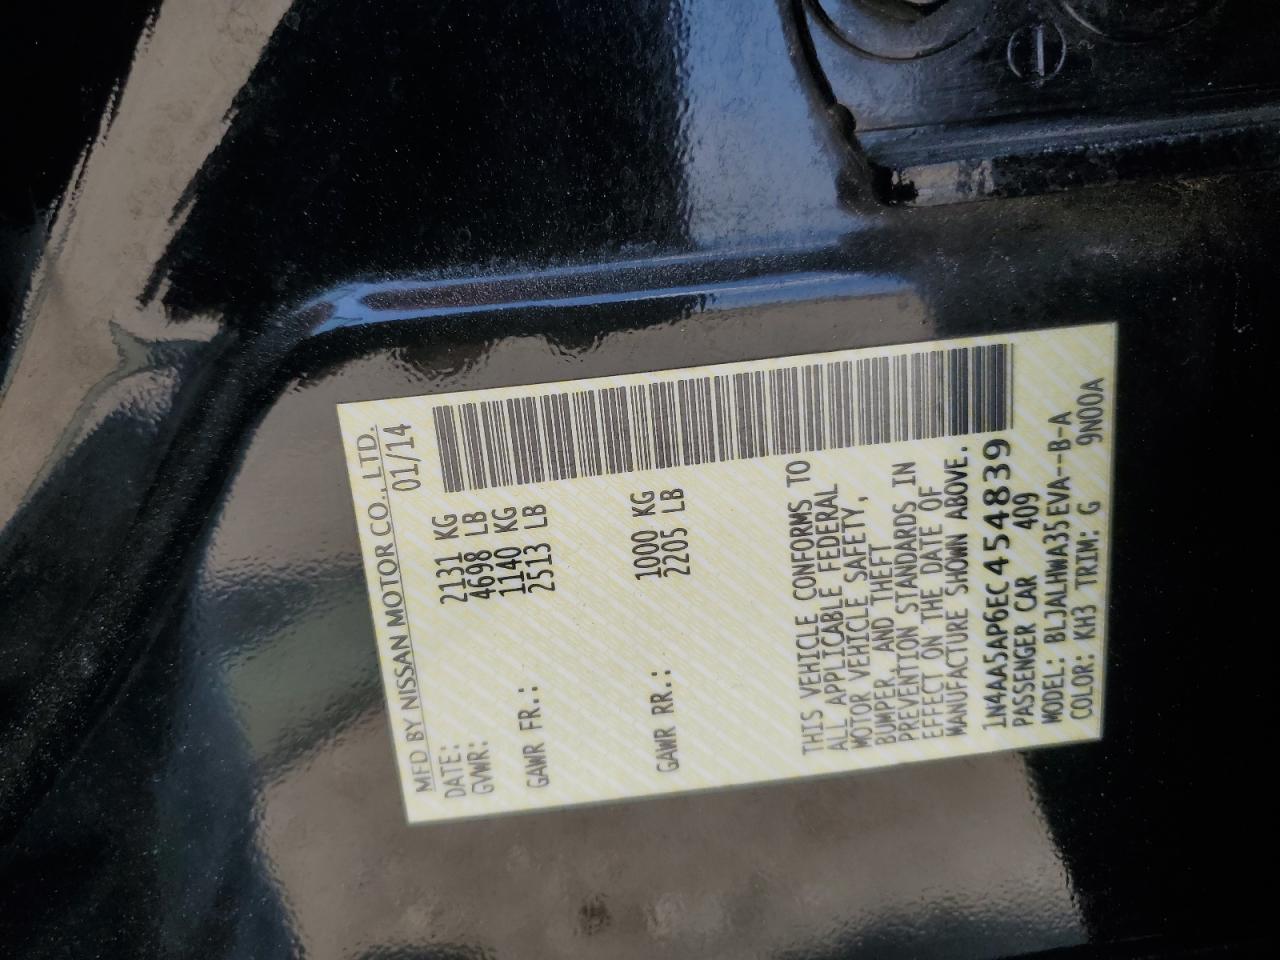 MFD BY NISSAN MOTOR CO., LTD.
DATE: 01/14
GVWR: 2131 KG
4698 LB
GAWR FR.: 1140 KG
2513 LB
GAWR RR.: 1000 KG
2205 LB
THIS VEHICLE CONFORMS TO
ALL APPLICABLE FEDERAL
MOTOR VEHICLE SAFETY,
BUMPER, AND THEFT
PREVENTION STANDARDS IN
EFFECT ON THE DATE OF
MANUFACTURE SHOWN ABOVE.
1N4AA5AP6EC454839
PASSENGER CAR 409
MODEL: BLJALHWA35EVA--B-A
COLOR: KH3 TRIM: G 9N00A